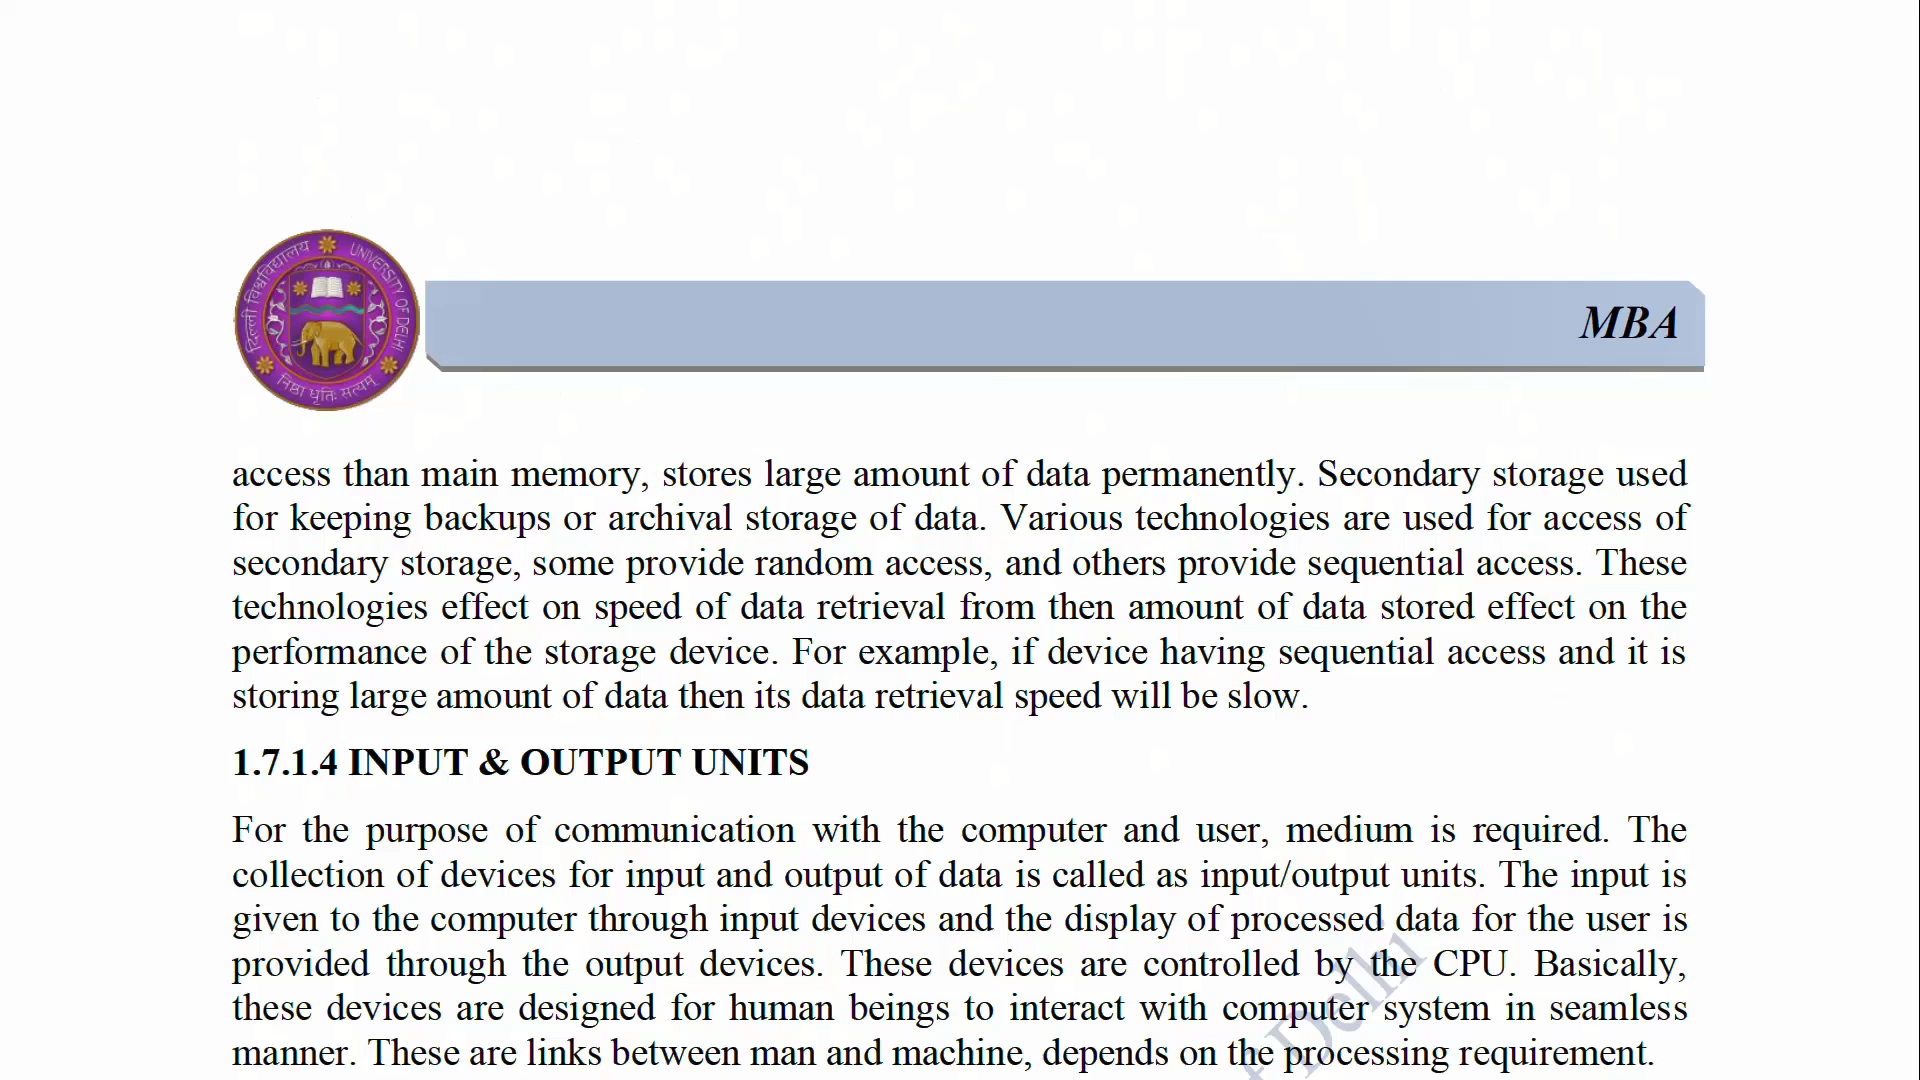 दिल्ली विश्वविद्यालय
UNIVERSITY OF DELHI
निष्ठा धृतिः सत्यम्
MBA
access than main memory, stores large amount of data permanently. Secondary storage used
for keeping backups or archival storage of data. Various technologies are used for access of
secondary storage, some provide random access, and others provide sequential access. These
technologies effect on speed of data retrieval from then amount of data stored effect on the
performance of the storage device. For example, if device having sequential access and it is
storing large amount of data then its data retrieval speed will be slow.
1.7.1.4 INPUT & OUTPUT UNITS
For the purpose of communication with the computer and user, medium is required. The
collection of devices for input and output of data is called as input/output units. The input is
given to the computer through input devices and the display of processed data for the user is
provided through the output devices. These devices are controlled by the CPU. Basically,
these devices are designed for human beings to interact with computer system in seamless
manner. These are links between man and machine, depends on the processing requirement.
f Delhi